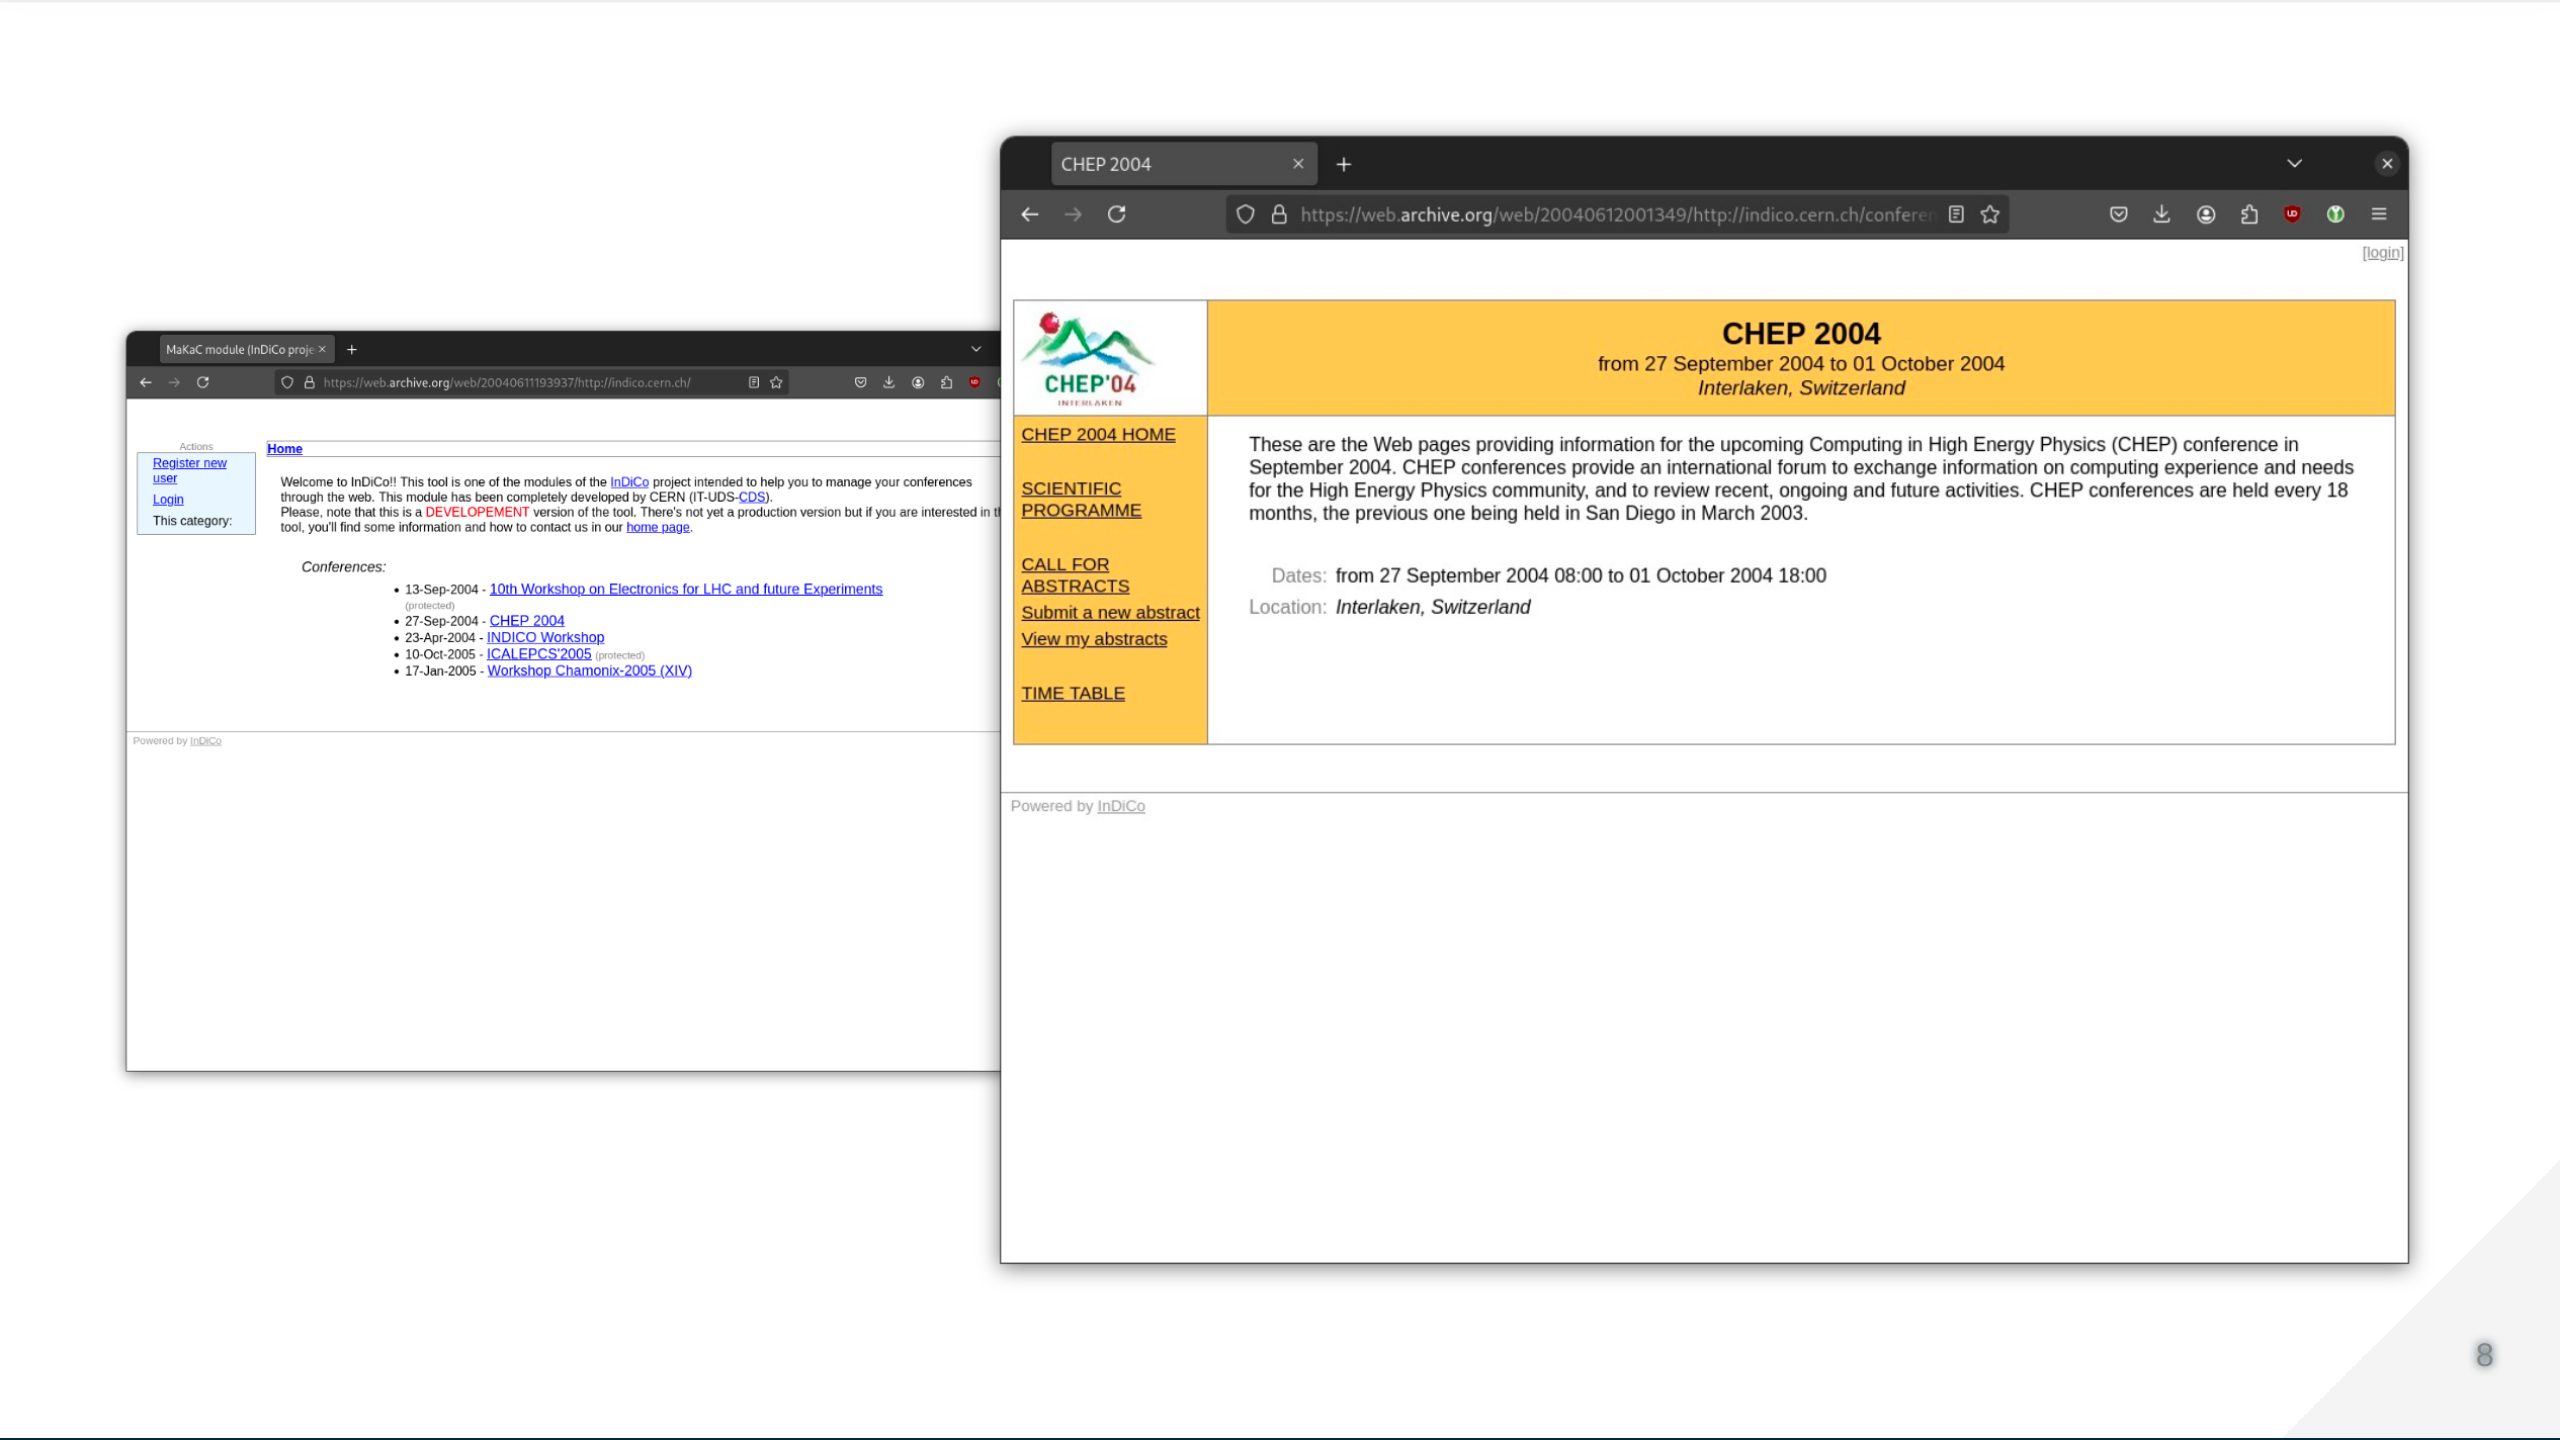 MaKaC module (InDiCo proje
https://web.archive.org/web/20040611193937/http://indico.cern.ch/
Actions
Register new
user
Login
This category:
Home
Welcome to InDiCo!! This tool is one of the modules of the InDiCo project intended to help you to manage your conferences
through the web. This module has been completely developed by CERN (IT-UDS-CDS).
Please, note that this is a DEVELOPEMENT version of the tool. There's not yet a production version but if you are interested in th
tool, you'll find some information and how to contact us in our home page.
Conferences:
• 13-Sep-2004 - 10th Workshop on Electronics for LHC and future Experiments
(protected)
• 27-Sep-2004 - CHEP 2004
• 23-Apr-2004 - INDICO Workshop
• 10-Oct-2005 - ICALEPCS'2005 (protected)
• 17-Jan-2005 - Workshop Chamonix-2005 (XIV)
Powered by InDiCo
CHEP 2004
https://web.archive.org/web/20040612001349/http://indico.cern.ch/conferen
[login]
CHEP'04
INTERLAKEN
CHEP 2004
from 27 September 2004 to 01 October 2004
Interlaken, Switzerland
CHEP 2004 HOME
SCIENTIFIC
PROGRAMME
CALL FOR
ABSTRACTS
Submit a new abstract
View my abstracts
TIME TABLE
These are the Web pages providing information for the upcoming Computing in High Energy Physics (CHEP) conference in
September 2004. CHEP conferences provide an international forum to exchange information on computing experience and needs
for the High Energy Physics community, and to review recent, ongoing and future activities. CHEP conferences are held every 18
months, the previous one being held in San Diego in March 2003.
Dates: from 27 September 2004 08:00 to 01 October 2004 18:00
Location: Interlaken, Switzerland
Powered by InDiCo
8